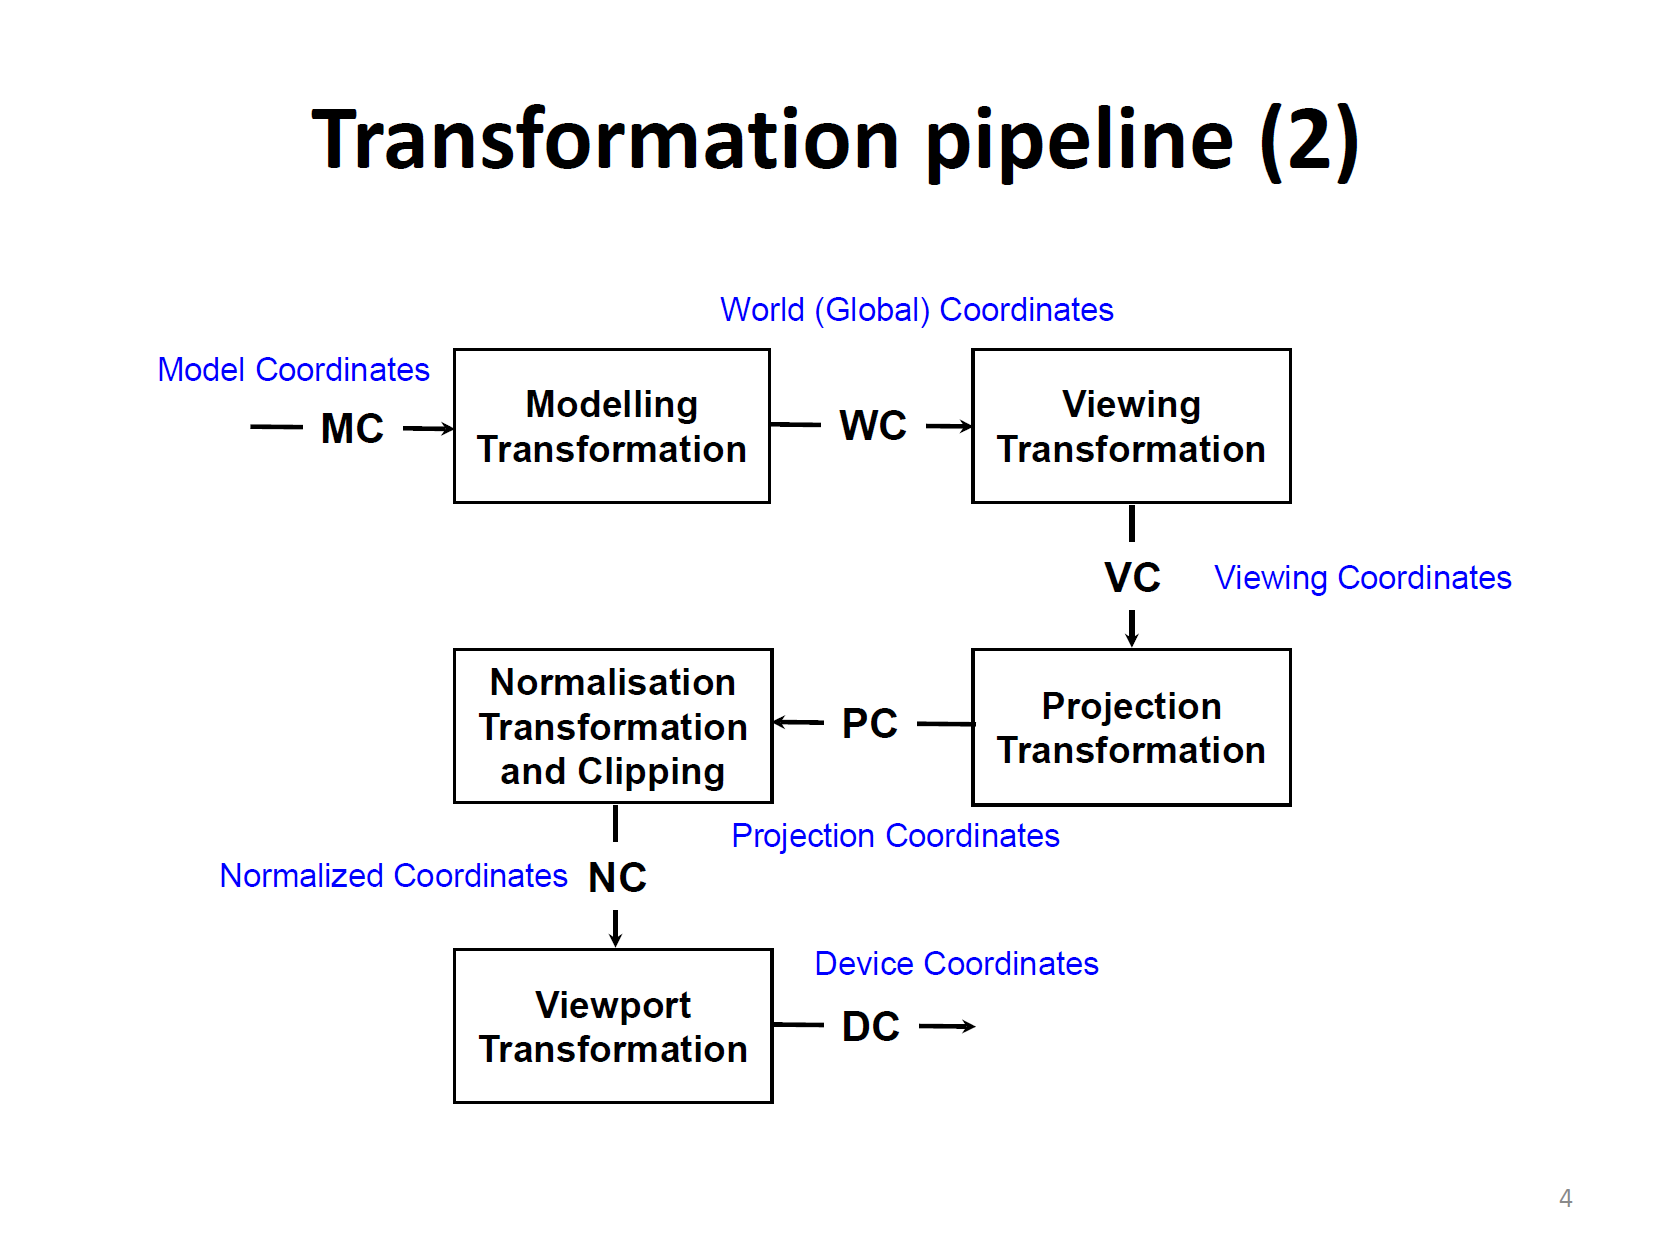 Transformation pipeline (2)
World (Global) Coordinates
Model Coordinates
MC
Modelling
Transformation
WC
Viewing
Transformation
VC
Viewing Coordinates
Projection
Transformation
PC
Projection Coordinates
Normalisation
Transformation
and Clipping
Normalized Coordinates
NC
Viewport
Transformation
Device Coordinates
DC
4